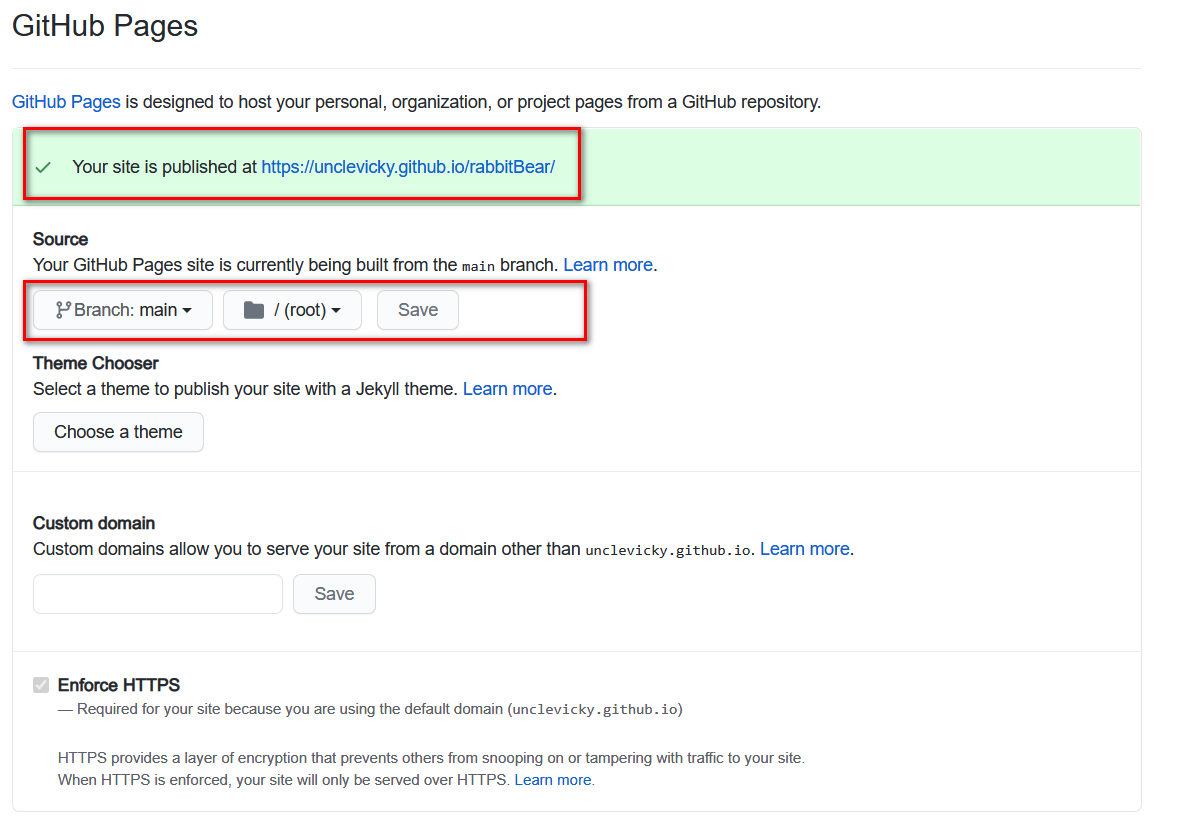 GitHub Pages
GitHub Pages is designed to host your personal, organization, or project pages from a GitHub repository.
Your site is published at https://unclevicky.github.io/rabbitBear/
Source
Your GitHub Pages site is currently being built from the main branch. Learn more.
Branch: main / (root) Save
Theme Chooser
Select a theme to publish your site with a Jekyll theme. Learn more.
Choose a theme
Custom domain
Custom domains allow you to serve your site from a domain other than unclevicky.github.io. Learn more.
Save
Enforce HTTPS
— Required for your site because you are using the default domain (unclevicky.github.io)
HTTPS provides a layer of encryption that prevents others from snooping on or tampering with traffic to your site.
When HTTPS is enforced, your site will only be served over HTTPS. Learn more.